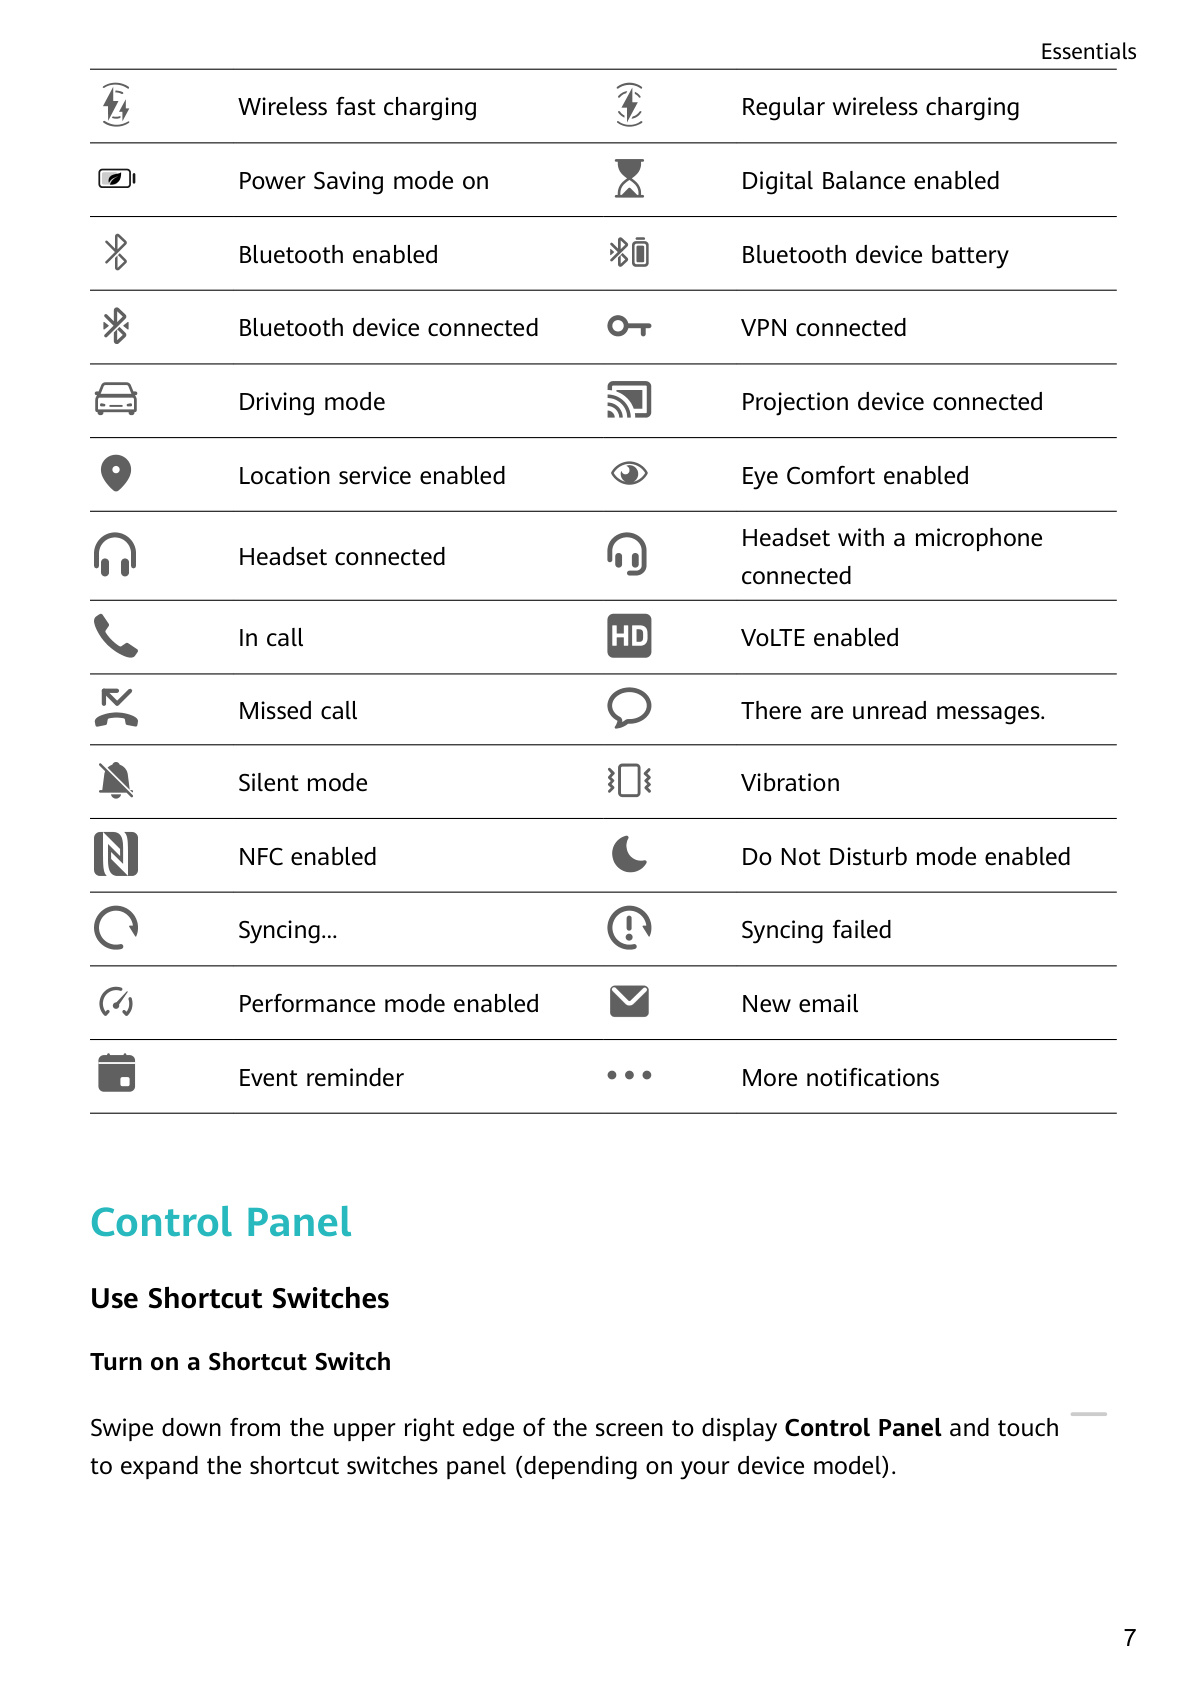 Essentials
Wireless fast charging
Regular wireless charging
Power Saving mode on
Digital Balance enabled
Bluetooth enabled
Bluetooth device battery
Bluetooth device connected
VPN connected
Driving mode
Projection device connected
Location service enabled
Eye Comfort enabled
Headset connected
Headset with a microphone
connected
In call
HD
VoLTE enabled
Missed call
There are unread messages.
Silent mode
Vibration
NFC enabled
Do Not Disturb mode enabled
Syncing...
Syncing failed
Performance mode enabled
New email
Event reminder
More notifications
Control Panel
Use Shortcut Switches
Turn on a Shortcut Switch
Swipe down from the upper right edge of the screen to display Control Panel and touch
to expand the shortcut switches panel (depending on your device model).
7